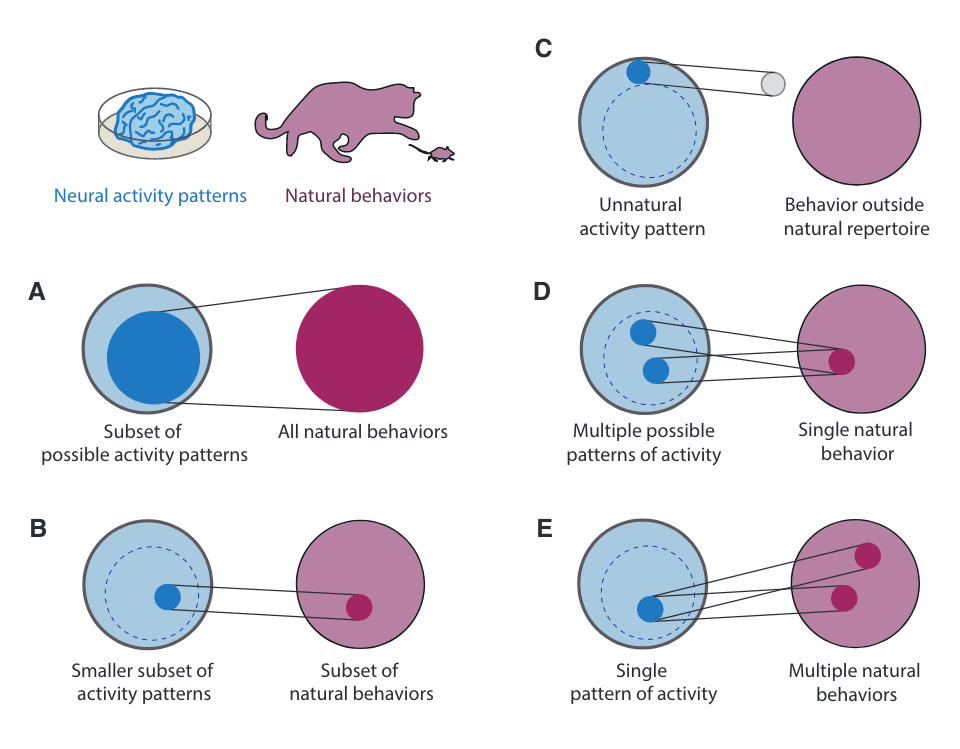 Neural activity patterns
Natural behaviors
A
Subset of
possible activity patterns
All natural behaviors
B
Smaller subset of
activity patterns
Subset of
natural behaviors
C
Unnatural
activity pattern
Behavior outside
natural repertoire
D
Multiple possible
patterns of activity
Single natural
behavior
E
Single
pattern of activity
Multiple natural
behaviors